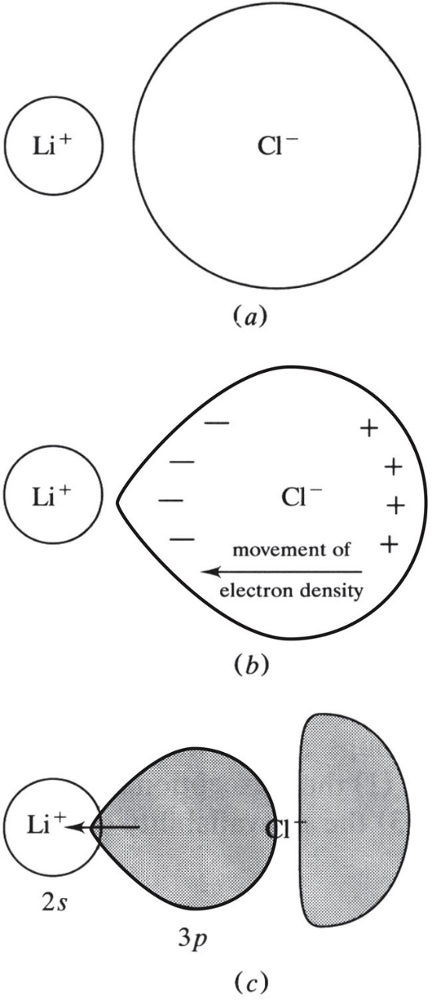 Li⁺ Cl⁻
(a)
− +
− +
Li⁺ − Cl⁻ +
− +
movement of
electron density
(b)
Li⁺ Cl⁻
2s
3p
(c)